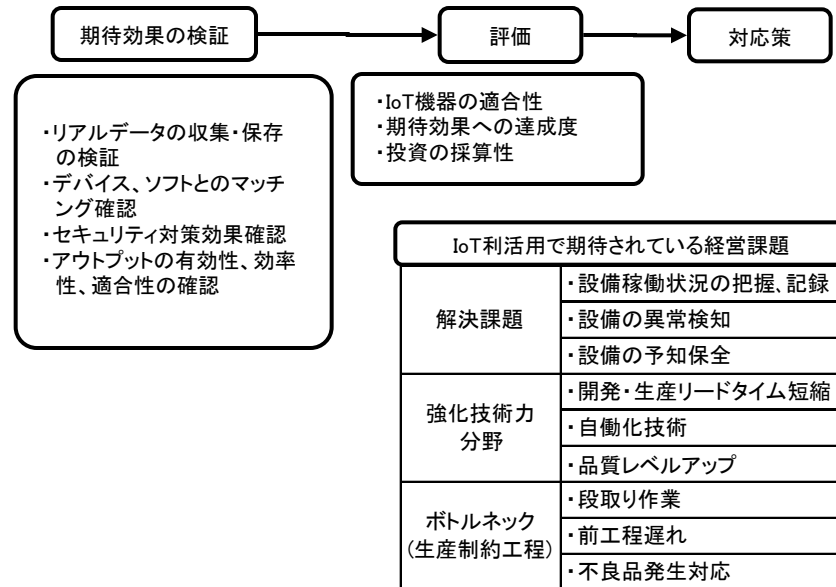 期待効果の検証
評価
対応策
・リアルデータの収集・保存
の検証
・デバイス、ソフトとのマッチ
ング確認
・セキュリティ対策効果確認
・アウトプットの有効性、効率
性、適合性の確認
・IoT機器の適合性
・期待効果への達成度
・投資の採算性
IoT利活用で期待されている経営課題
解決課題
・設備稼働状況の把握、記録
・設備の異常検知
・設備の予知保全
強化技術力
分野
・開発・生産リードタイム短縮
・自働化技術
・品質レベルアップ
ボトルネック
(生産制約工程)
・段取り作業
・前工程遅れ
・不良品発生対応